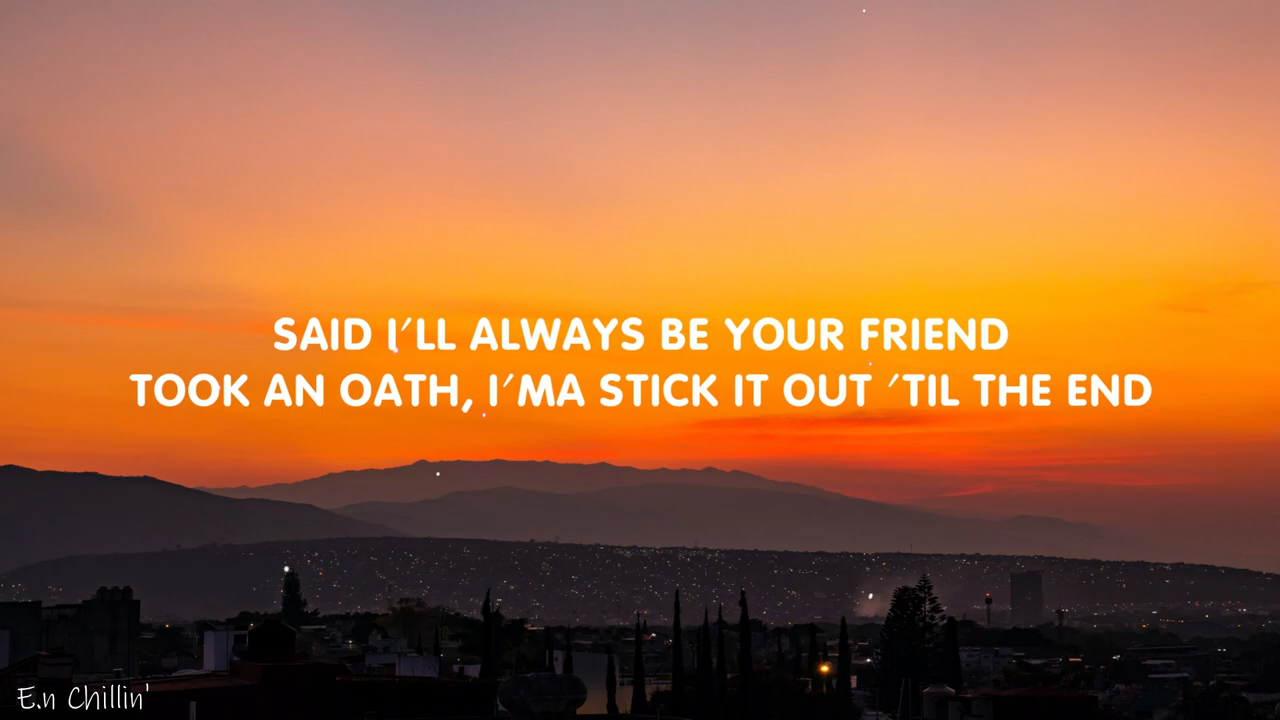 SAID I'LL ALWAYS BE YOUR FRIEND
TOOK AN OATH, I'MA STICK IT OUT 'TIL THE END
E.n Chillin'